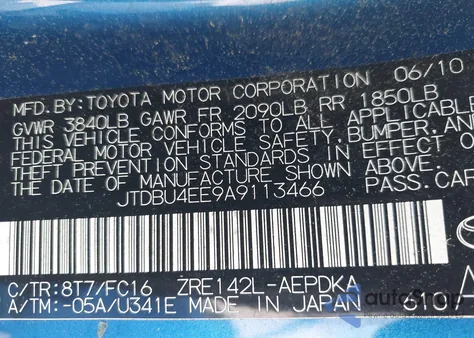 MFD. BY: TOYOTA MOTOR CORPORATION 06/10
GVWR 3840LB GAWR FR 2090LB RR 1850LB
THIS VEHICLE CONFORMS TO ALL APPLICABLE
FEDERAL MOTOR VEHICLE SAFETY, BUMPER, AND
THEFT PREVENTION STANDARDS IN EFFECT ON
THE DATE OF MANUFACTURE SHOWN ABOVE.
JTDBU4EE9A9113466 PASS. CAR
C/TR: 8T7/FC16 ZRE142L-AEPDKA
A/TM: -05A/U341E MADE IN JAPAN